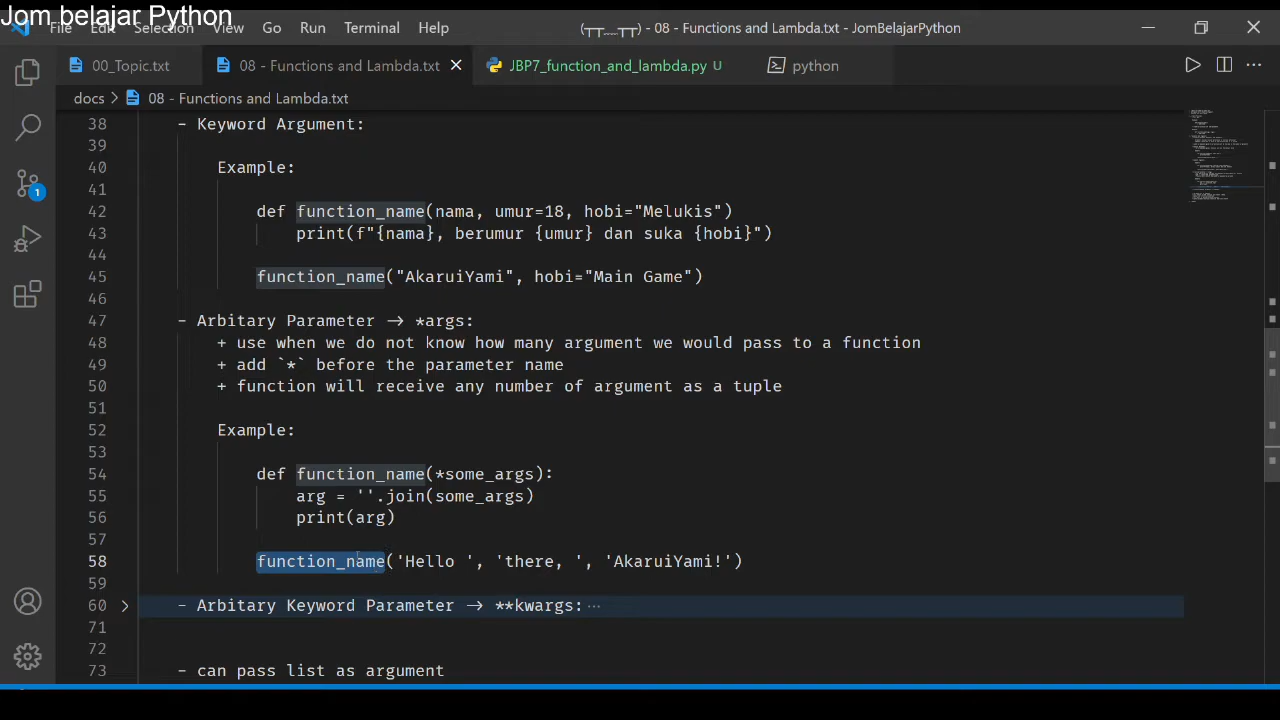 Jom belajar Python
File Edit Selection View Go Run Terminal Help (┬┬﹏┬┬) - 08 - Functions and Lambda.txt - JomBelajarPython
00_Topic.txt 08 - Functions and Lambda.txt JBP7_function_and_lambda.py U python
docs > 08 - Functions and Lambda.txt
38 - Keyword Argument:
39
40 Example:
41
42 def function_name(nama, umur=18, hobi="Melukis")
43 print(f"{nama}, berumur {umur} dan suka {hobi}")
44
45 function_name("AkaruiYami", hobi="Main Game")
46
47 - Arbitary Parameter -> *args:
48 + use when we do not know how many argument we would pass to a function
49 + add `*` before the parameter name
50 + function will receive any number of argument as a tuple
51
52 Example:
53
54 def function_name(*some_args):
55 arg = ''.join(some_args)
56 print(arg)
57
58 function_name('Hello ', 'there, ', 'AkaruiYami!')
59
60 - Arbitary Keyword Parameter -> **kwargs: ···
71
72
73 - can pass list as argument
1